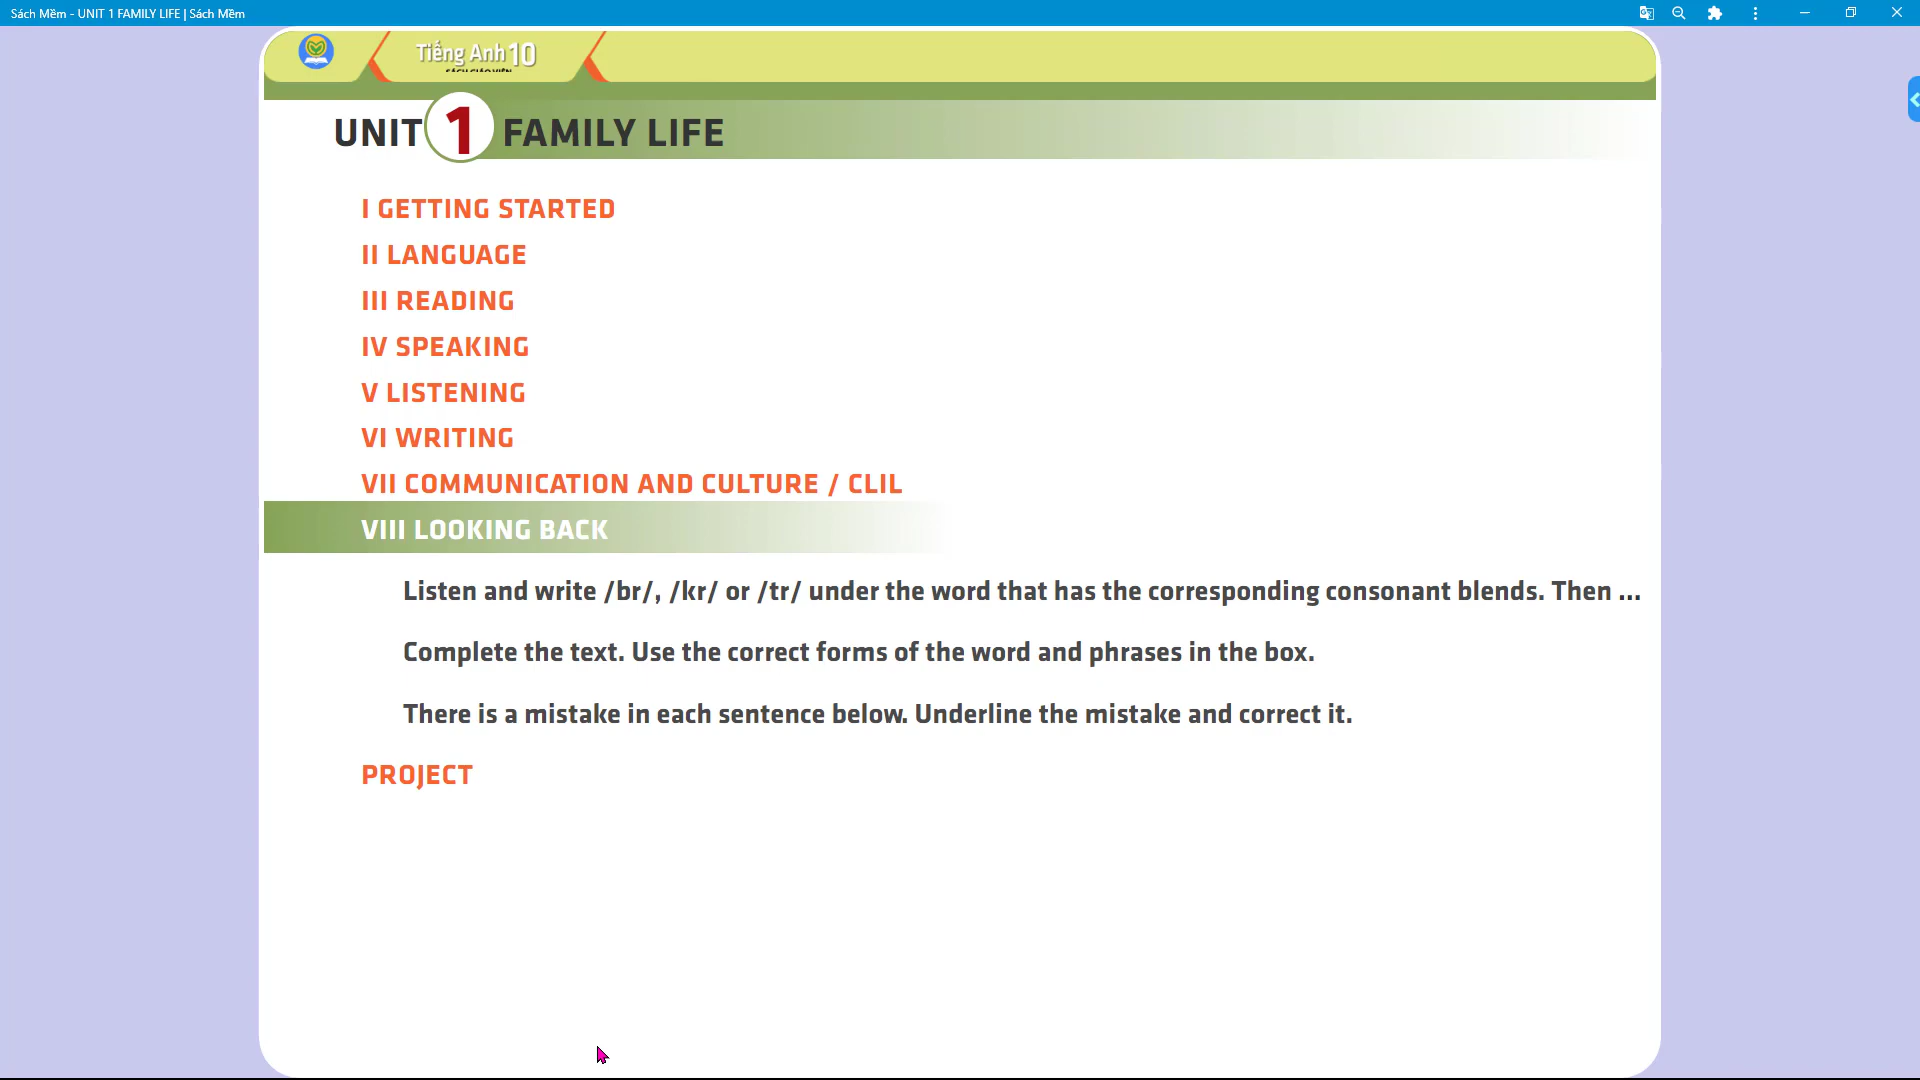 Sách Mềm - UNIT 1 FAMILY LIFE | Sách Mềm
Tiếng Anh 10
SÁCH GIÁO VIÊN
UNIT 1 FAMILY LIFE
I GETTING STARTED
II LANGUAGE
III READING
IV SPEAKING
V LISTENING
VI WRITING
VII COMMUNICATION AND CULTURE / CLIL
VIII LOOKING BACK
Listen and write /br/, /kr/ or /tr/ under the word that has the corresponding consonant blends. Then ...
Complete the text. Use the correct forms of the word and phrases in the box.
There is a mistake in each sentence below. Underline the mistake and correct it.
PROJECT